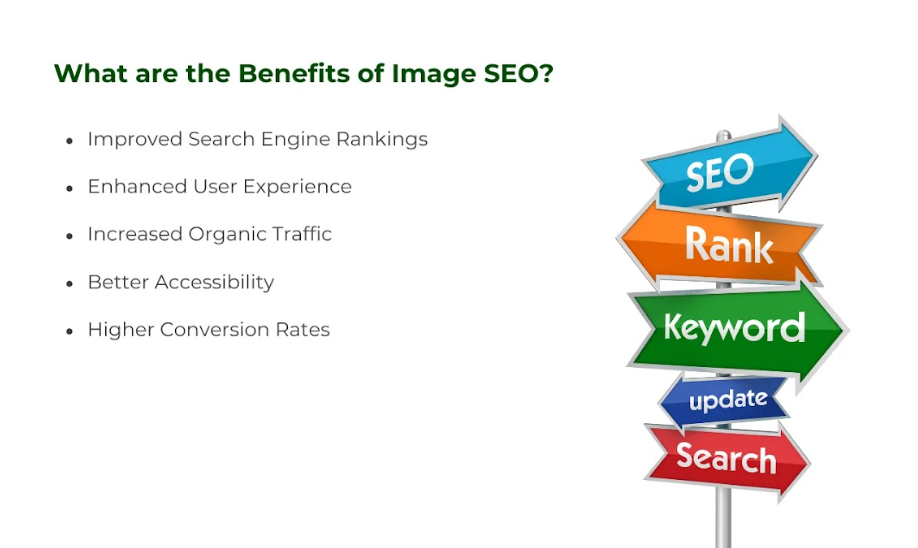 What are the Benefits of Image SEO?
• Improved Search Engine Rankings
• Enhanced User Experience
• Increased Organic Traffic
• Better Accessibility
• Higher Conversion Rates
SEO
Rank
Keyword
update
Search